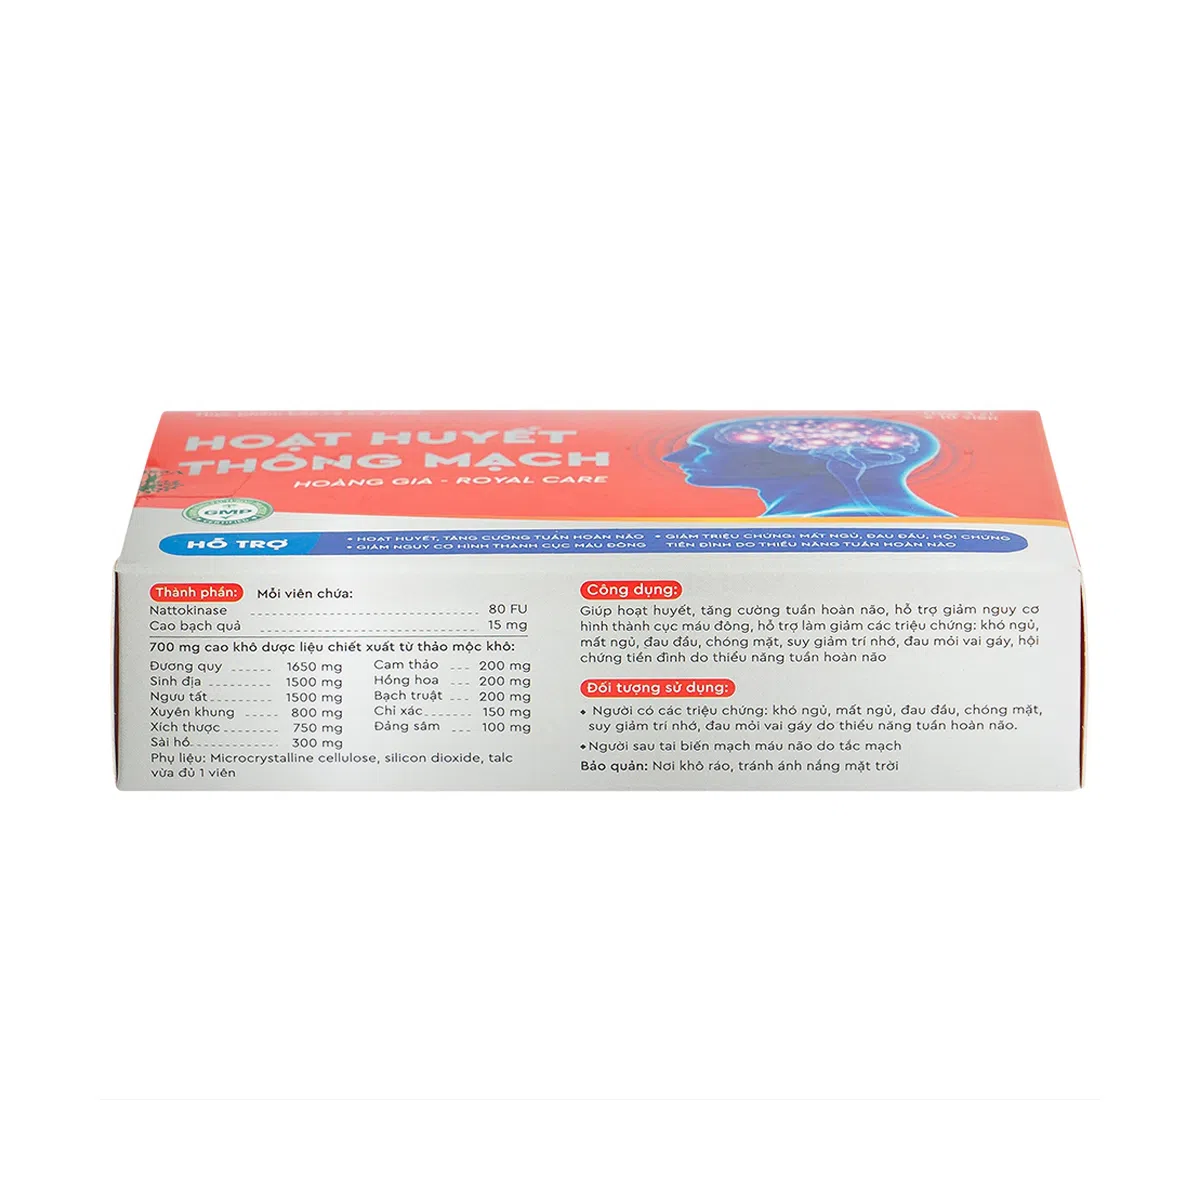 HOẠT HUYẾT
THÔNG MẠCH
HOÀNG GIA - ROYAL CARE
GMP
HỖ TRỢ
• HOẠT HUYẾT, TĂNG CƯỜNG TUẦN HOÀN NÃO
• GIẢM NGUY CƠ HÌNH THÀNH CỤC MÁU ĐÔNG
• GIẢM TRIỆU CHỨNG: MẤT NGỦ, ĐAU ĐẦU, HỘI CHỨNG
TIỀN ĐÌNH DO THIỂU NĂNG TUẦN HOÀN NÃO
Thành phần: Mỗi viên chứa:
Nattokinase 80 FU
Cao bạch quả 15 mg
700 mg cao khô dược liệu chiết xuất từ thảo mộc khô:
Đương quy 1650 mg
Sinh địa 1500 mg
Ngưu tất 1500 mg
Xuyên khung 800 mg
Xích thược 750 mg
Sài hồ 300 mg
Cam thảo 200 mg
Hồng hoa 200 mg
Bạch truật 200 mg
Chỉ xác 150 mg
Đảng sâm 100 mg
Phụ liệu: Microcrystalline cellulose, silicon dioxide, talc
vừa đủ 1 viên
Công dụng:
Giúp hoạt huyết, tăng cường tuần hoàn não, hỗ trợ giảm nguy cơ
hình thành cục máu đông, hỗ trợ làm giảm các triệu chứng: khó ngủ,
mất ngủ, đau đầu, chóng mặt, suy giảm trí nhớ, đau mỏi vai gáy, hội
chứng tiền đình do thiểu năng tuần hoàn não
Đối tượng sử dụng:
• Người có các triệu chứng: khó ngủ, mất ngủ, đau đầu, chóng mặt,
suy giảm trí nhớ, đau mỏi vai gáy do thiểu năng tuần hoàn não.
• Người sau tai biến mạch máu não do tắc mạch
Bảo quản: Nơi khô ráo, tránh ánh nắng mặt trời